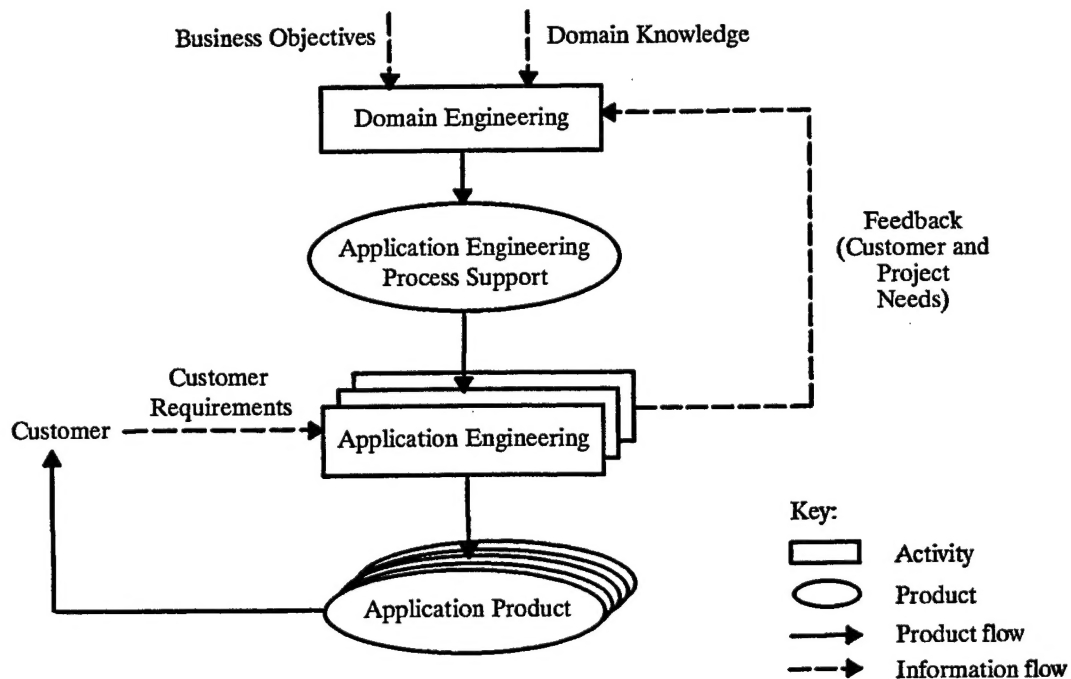 Business Objectives
Domain Knowledge
Domain Engineering
Application Engineering
Process Support
Feedback
(Customer and
Project
Needs)
Customer
Requirements
Customer
Application Engineering
Application Product
Key:
Activity
Product
Product flow
Information flow